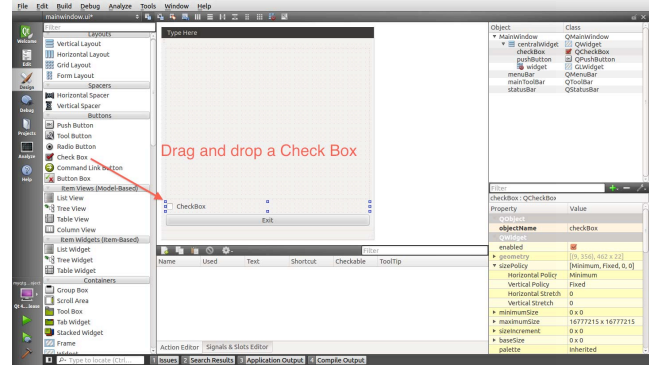 File Edit Build Debug Analyze Tools Window Help
mainwindow.ui*
Welcome
Edit
Design
Debug
Projects
Analyze
Help
Qt 4...base
Filter
Layouts
Vertical Layout
Horizontal Layout
Grid Layout
Form Layout
Spacers
Horizontal Spacer
Vertical Spacer
Buttons
Push Button
Tool Button
Radio Button
Check Box
Command Link Button
Button Box
Item Views (Model-Based)
List View
Tree View
Table View
Column View
Item Widgets (Item-Based)
List Widget
Tree Widget
Table Widget
Containers
Group Box
Scroll Area
Tool Box
Tab Widget
Stacked Widget
Frame
Widget
Type Here
Drag and drop a Check Box
CheckBox
Exit
Filter
Name Used Text Shortcut Checkable ToolTip
Action Editor Signals & Slots Editor
Object Class
MainWindow QMainWindow
centralWidget QWidget
checkBox QCheckBox
pushButton QPushButton
widget GLWidget
menuBar QMenuBar
mainToolBar QToolBar
statusBar QStatusBar
Filter
checkBox : QCheckBox
Property Value
QObject
objectName checkBox
QWidget
enabled
geometry [(9, 356), 462 x 22]
sizePolicy [Minimum, Fixed, 0, 0]
Horizontal Policy Minimum
Vertical Policy Fixed
Horizontal Stretch 0
Vertical Stretch 0
minimumSize 0 x 0
maximumSize 16777215 x 16777215
sizeIncrement 0 x 0
baseSize 0 x 0
palette Inherited
Type to locate (Ctrl...
1 Issues 2 Search Results 3 Application Output 4 Compile Output